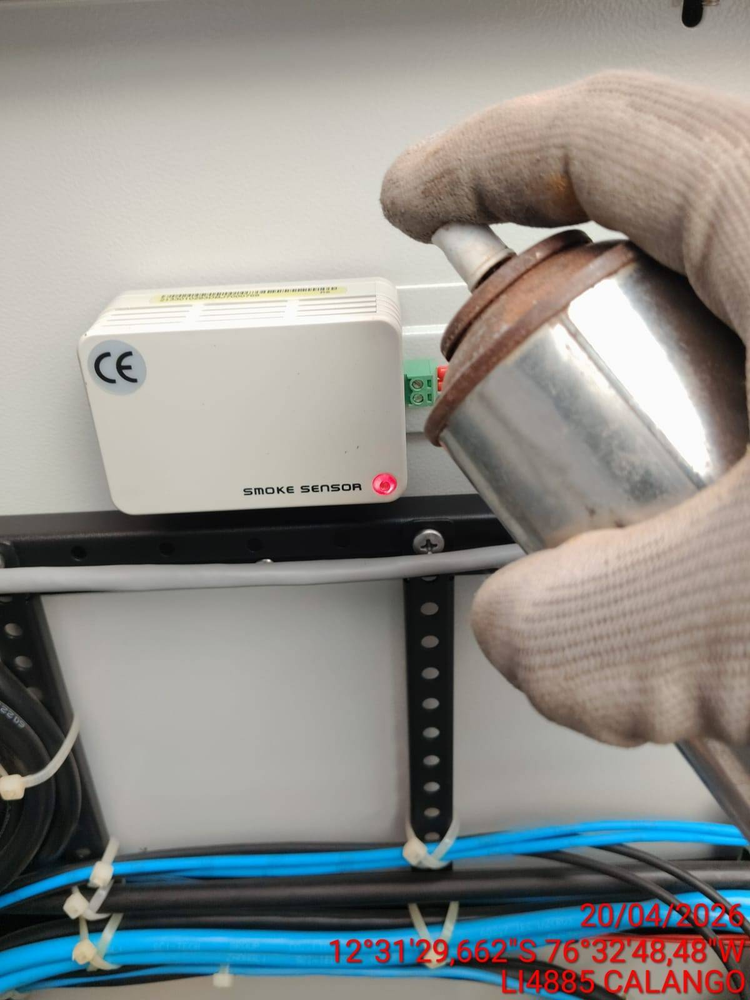 CE
SMOKE SENSOR
20/04/2026
12°31'29,662"S 76°32'48,48"W
LI4885 CALANGO